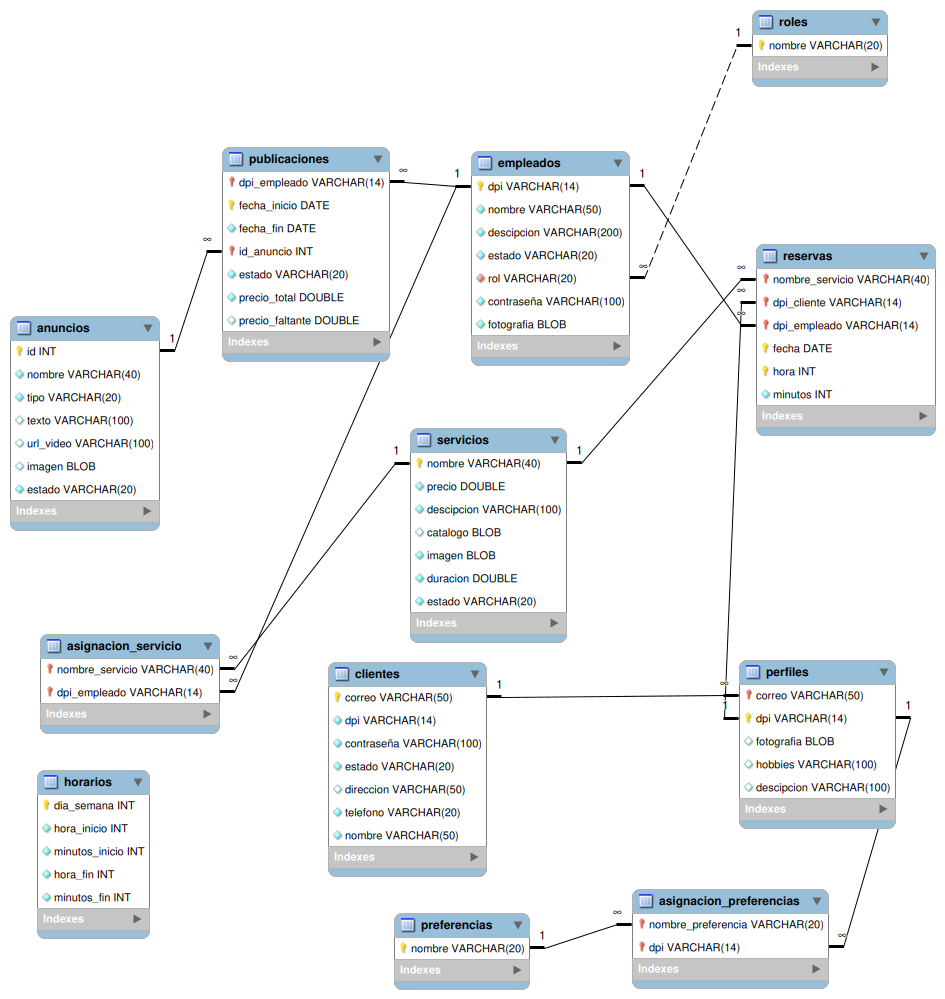 roles
nombre VARCHAR(20)
Indexes
1
∞
publicaciones
dpi_empleado VARCHAR(14)
fecha_inicio DATE
fecha_fin DATE
id_anuncio INT
estado VARCHAR(20)
precio_total DOUBLE
precio_faltante DOUBLE
Indexes
∞
∞
empleados
dpi VARCHAR(14)
nombre VARCHAR(50)
descipcion VARCHAR(200)
estado VARCHAR(20)
rol VARCHAR(20)
contraseña VARCHAR(100)
fotografia BLOB
Indexes
1
1
reservas
nombre_servicio VARCHAR(40)
dpi_cliente VARCHAR(14)
dpi_empleado VARCHAR(14)
fecha DATE
hora INT
minutos INT
Indexes
∞
∞
∞
anuncios
id INT
nombre VARCHAR(40)
tipo VARCHAR(20)
texto VARCHAR(100)
url_video VARCHAR(100)
imagen BLOB
estado VARCHAR(20)
Indexes
1
servicios
nombre VARCHAR(40)
precio DOUBLE
descipcion VARCHAR(100)
catalogo BLOB
imagen BLOB
duracion DOUBLE
estado VARCHAR(20)
Indexes
1
1
asignacion_servicio
nombre_servicio VARCHAR(40)
dpi_empleado VARCHAR(14)
Indexes
∞
∞
clientes
correo VARCHAR(50)
dpi VARCHAR(14)
contraseña VARCHAR(100)
estado VARCHAR(20)
direccion VARCHAR(50)
telefono VARCHAR(20)
nombre VARCHAR(50)
Indexes
1
perfiles
correo VARCHAR(50)
dpi VARCHAR(14)
fotografia BLOB
hobbies VARCHAR(100)
descipcion VARCHAR(100)
Indexes
∞
1
1
horarios
dia_semana INT
hora_inicio INT
minutos_inicio INT
hora_fin INT
minutos_fin INT
Indexes
preferencias
nombre VARCHAR(20)
Indexes
1
asignacion_preferencias
nombre_preferencia VARCHAR(20)
dpi VARCHAR(14)
Indexes
∞
∞